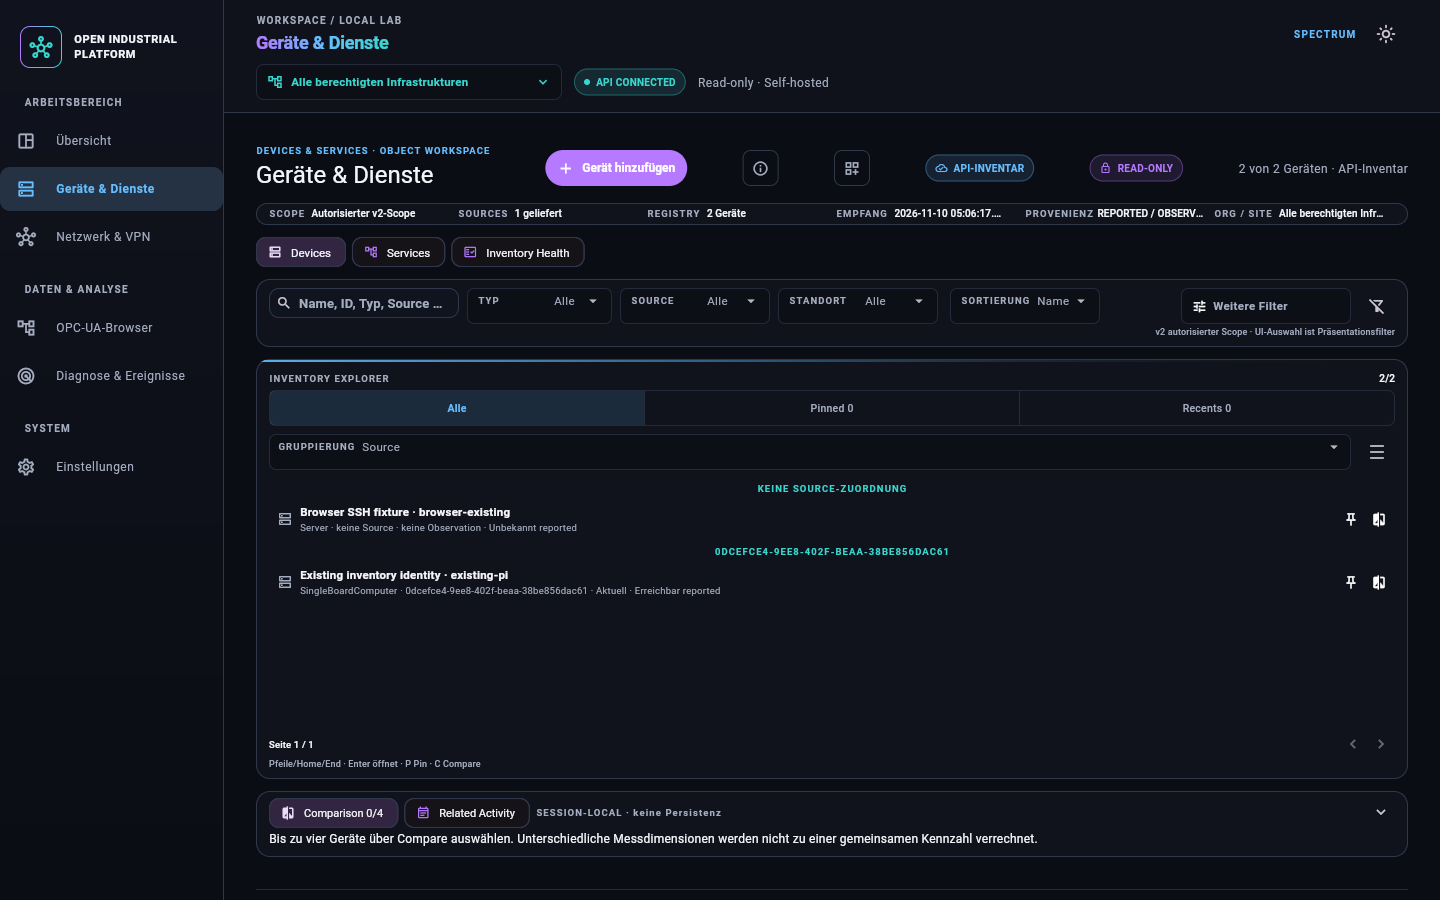 OPEN INDUSTRIAL
PLATFORM
ARBEITSBEREICH
Übersicht
Geräte & Dienste
Netzwerk & VPN
DATEN & ANALYSE
OPC-UA-Browser
Diagnose & Ereignisse
SYSTEM
Einstellungen
WORKSPACE / LOCAL LAB
Geräte & Dienste
SPECTRUM
Alle berechtigten Infrastrukturen
API CONNECTED
Read-only · Self-hosted
DEVICES & SERVICES · OBJECT WORKSPACE
Geräte & Dienste
Gerät hinzufügen
API-INVENTAR
READ-ONLY
2 von 2 Geräten · API-Inventar
SCOPE Autorisierter v2-Scope
SOURCES 1 geliefert
REGISTRY 2 Geräte
EMPFANG 2026-11-10 05:06:17....
PROVENIENZ REPORTED / OBSERV...
ORG / SITE Alle berechtigten Infr...
Devices
Services
Inventory Health
Name, ID, Typ, Source ...
TYP Alle
SOURCE Alle
STANDORT Alle
SORTIERUNG Name
Weitere Filter
v2 autorisierter Scope · UI-Auswahl ist Präsentationsfilter
INVENTORY EXPLORER
2/2
Alle
Pinned 0
Recents 0
GRUPPIERUNG Source
KEINE SOURCE-ZUORDNUNG
Browser SSH fixture · browser-existing
Server · keine Source · keine Observation · Unbekannt reported
0DCEFCE4-9EE8-402F-BEAA-38BE856DAC61
Existing inventory identity · existing-pi
SingleBoardComputer · 0dcefce4-9ee8-402f-beaa-38be856dac61 · Aktuell · Erreichbar reported
Seite 1 / 1
Pfeile/Home/End · Enter öffnet · P Pin · C Compare
Comparison 0/4
Related Activity
SESSION-LOCAL · keine Persistenz
Bis zu vier Geräte über Compare auswählen. Unterschiedliche Messdimensionen werden nicht zu einer gemeinsamen Kennzahl verrechnet.